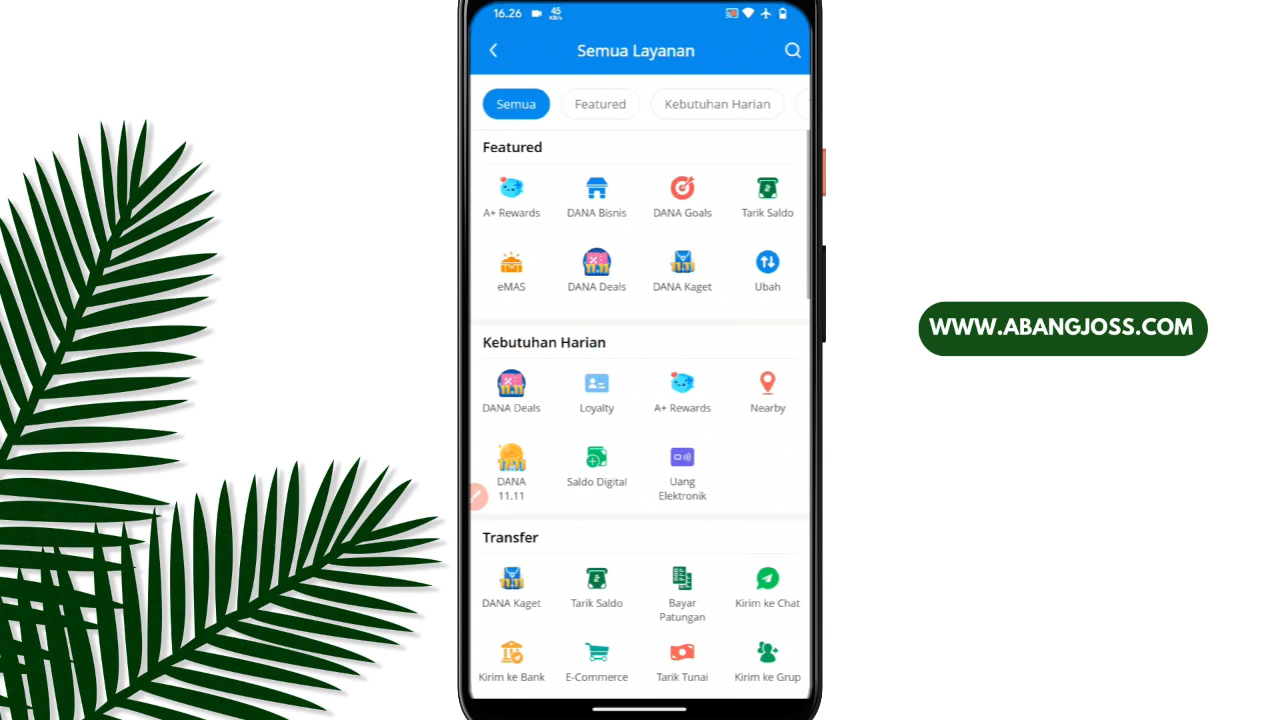 16.26
45
KB/s
Semua Layanan
Semua
Featured
Kebutuhan Harian
Featured
A+ Rewards
DANA Bisnis
DANA Goals
Tarik Saldo
eMAS
DANA Deals
DANA Kaget
Ubah
Kebutuhan Harian
DANA Deals
Loyalty
A+ Rewards
Nearby
DANA
11.11
Saldo Digital
Uang
Elektronik
Transfer
DANA Kaget
Tarik Saldo
Bayar
Patungan
Kirim ke Chat
Kirim ke Bank
E-Commerce
Tarik Tunai
Kirim ke Grup
WWW.ABANGJOSS.COM